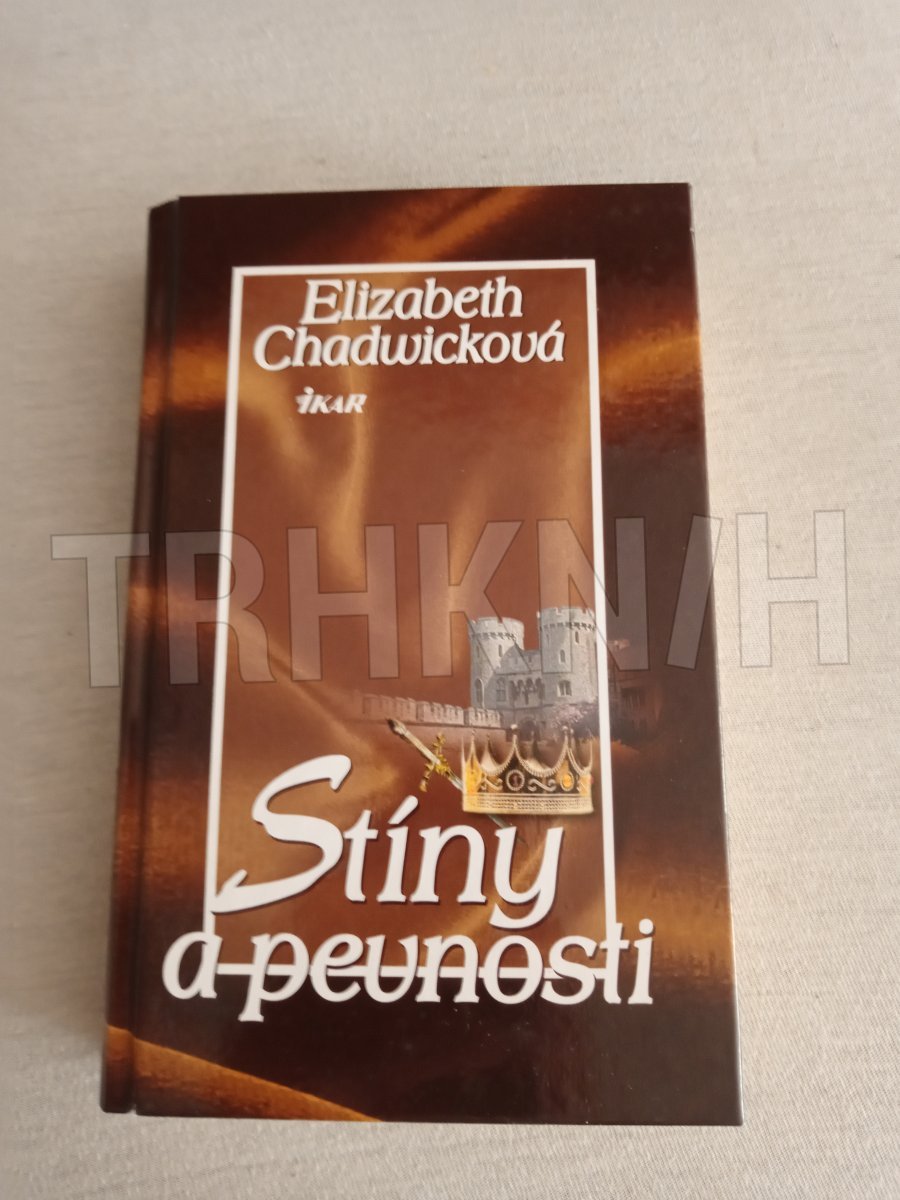 Elizabeth
Chadwicková
iKAR
TRHKNIH
Stíny
a pevnosti